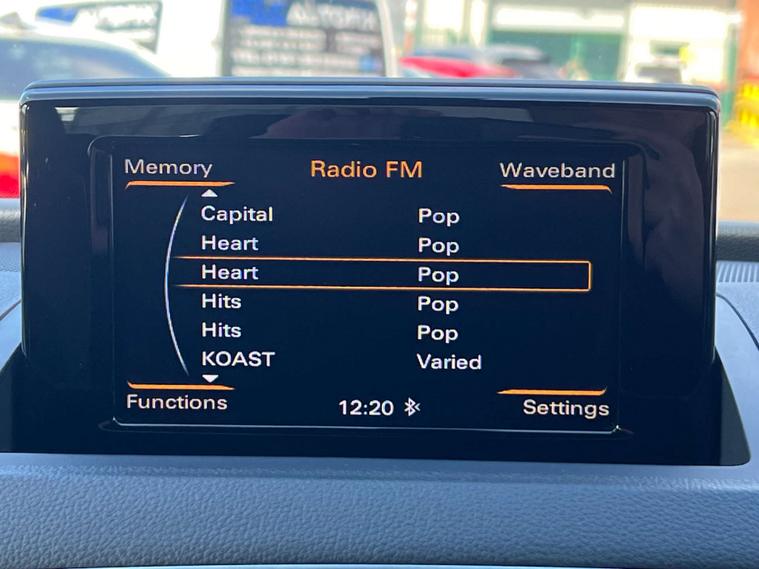 Memory Radio FM Waveband
Capital Pop
Heart Pop
Heart Pop
Hits Pop
Hits Pop
KOAST Varied
Functions 12:20 Settings